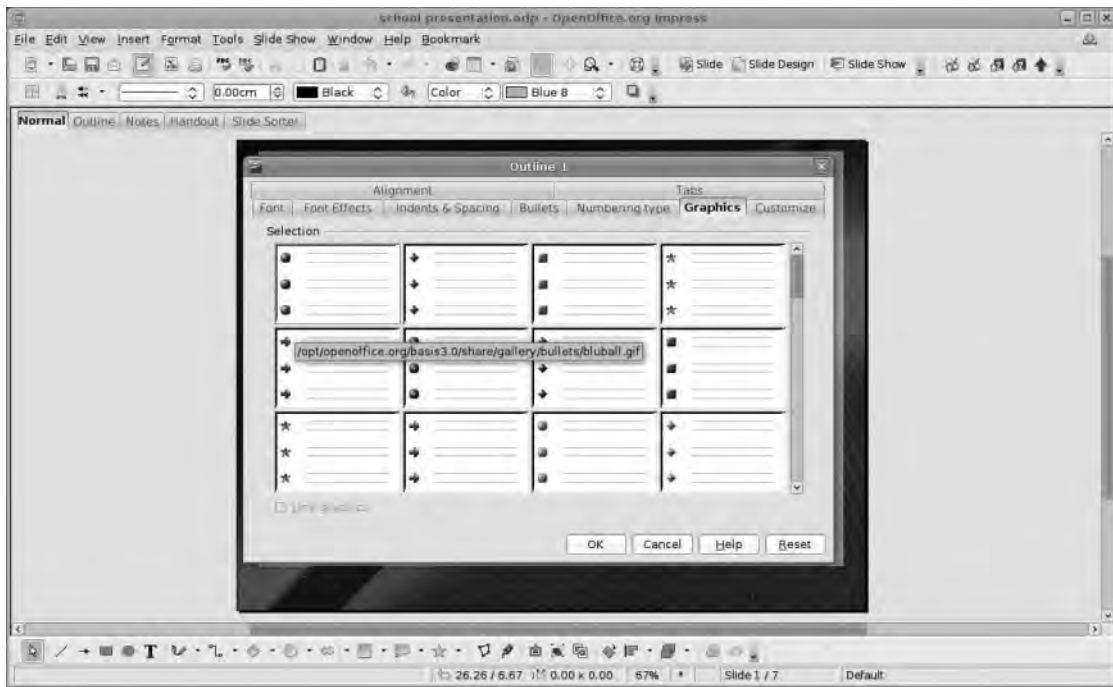 school presentation.odp - OpenOffice.org Impress
File Edit View Insert Format Tools Slide Show Window Help Bookmark
Slide Slide Design Slide Show
0.00cm Black Color Blue 8
Normal Outline Notes Handout Slide Sorter
Outline 1
Alignment Tabs
Font Font Effects Indents & Spacing Bullets Numbering type Graphics Customize
Selection
/opt/openoffice.org/basis3.0/share/gallery/bullets/bluball.gif
Link graphics
OK Cancel Help Reset
T
26.26 / 6.67 0.00 x 0.00 67% * Slide 1 / 7 Default